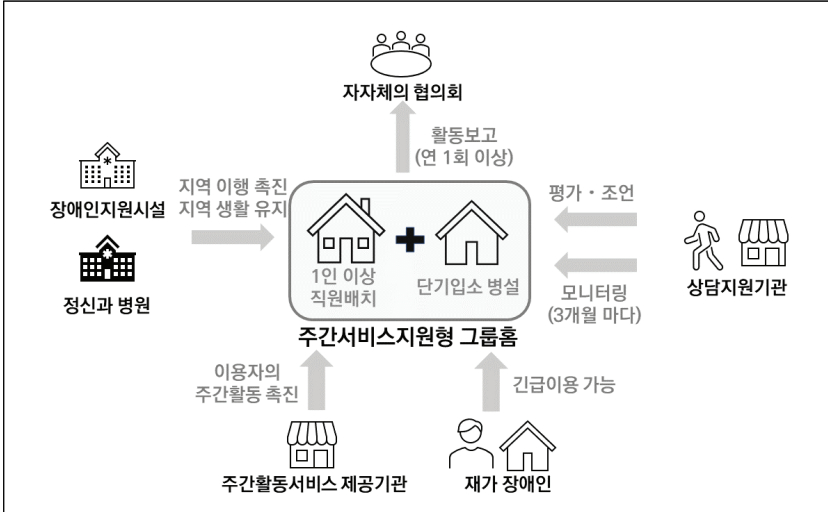 자자체의 협의회
활동보고
(연 1회 이상)
장애인지원시설
정신과 병원
지역 이행 촉진
지역 생활 유지
1인 이상
직원배치
단기입소 병설
주간서비스지원형 그룹홈
평가・조언
모니터링
(3개월 마다)
상담지원기관
이용자의
주간활동 촉진
긴급이용 가능
주간활동서비스 제공기관
재가 장애인